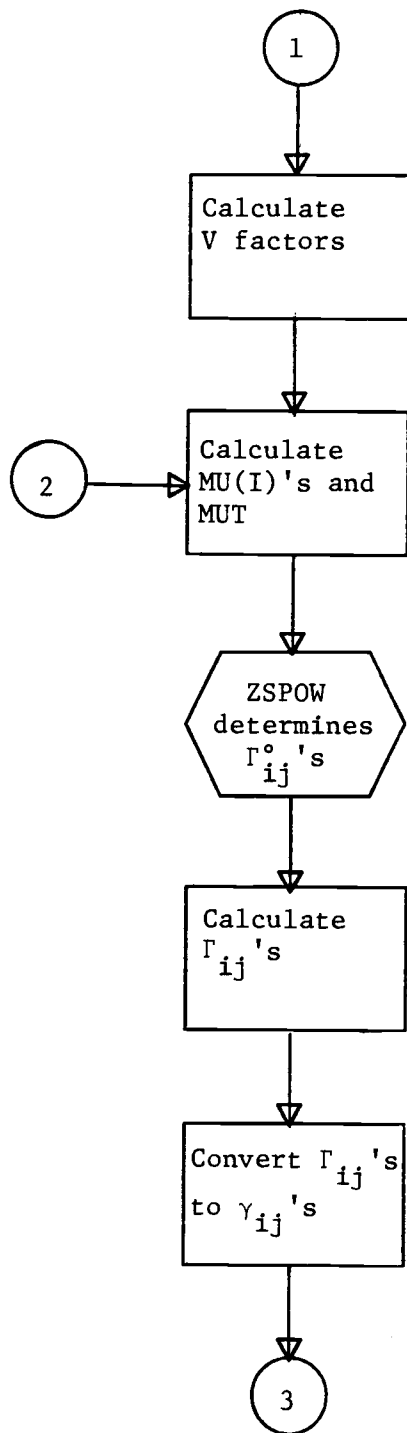 1
Calculate
V factors
2
Calculate
MU(I)'s and
MUT
ZSPOW
determines
Γ°ij's
Calculate
Γij's
Convert Γij's
to γij's
3